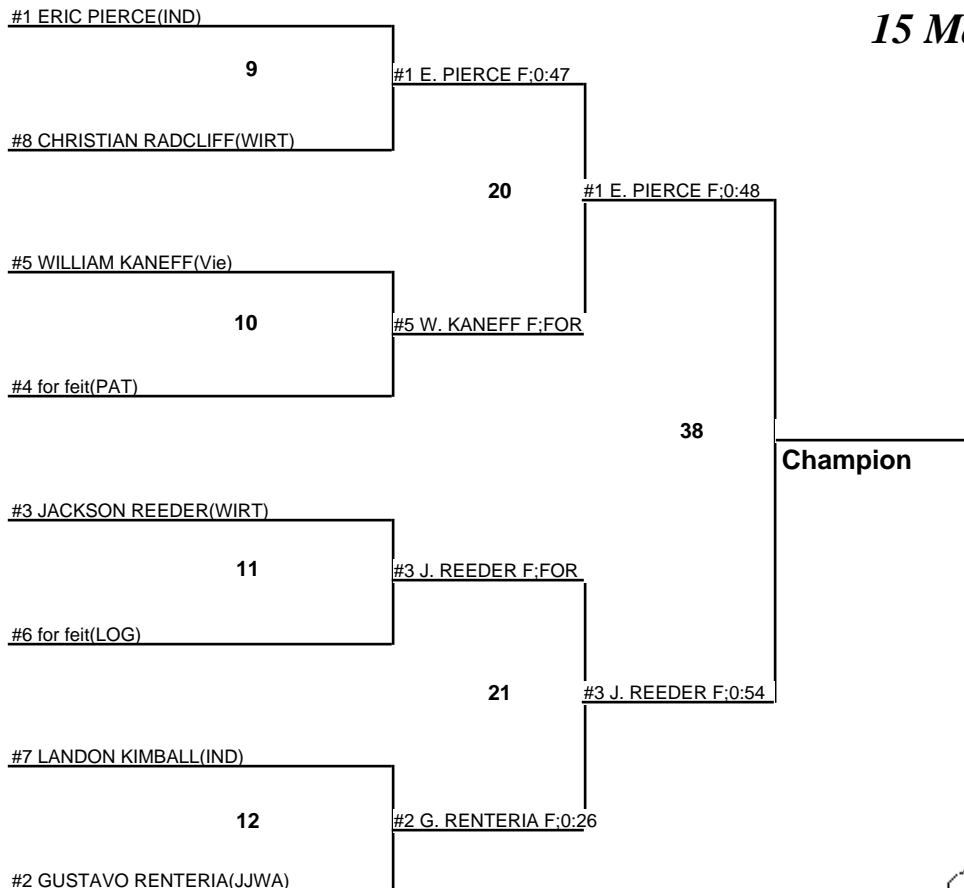 #1 ERIC PIERCE(IND)
15
9
#1 E. PIERCE F;0:47
#8 CHRISTIAN RADCLIFF(WIRT)
20
#1 E. PIERCE F;0:48
#5 WILLIAM KANEFF(Vie)
10
#5 W. KANEFF F;FOR
#4 for feit(PAT)
38
Champion
#3 JACKSON REEDER(WIRT)
11
#3 J. REEDER F;FOR
#6 for feit(LOG)
21
#3 J. REEDER F;0:54
#7 LANDON KIMBALL(IND)
12
#2 G. RENTERIA F;0:26
#2 GUSTAVO RENTERIA(JJWA)